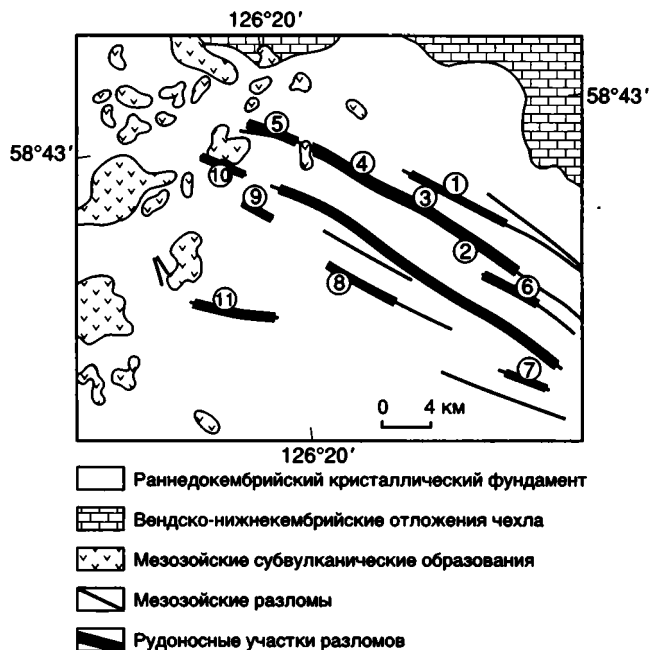 126°20′
58°43′
58°43′
5
4
10
1
3
9
2
6
8
11
7
0 4 км
126°20′
Раннедокембрийский кристаллический фундамент
Вендско-нижнекембрийские отложения чехла
Мезозойские субвулканические образования
Мезозойские разломы
Рудоносные участки разломов